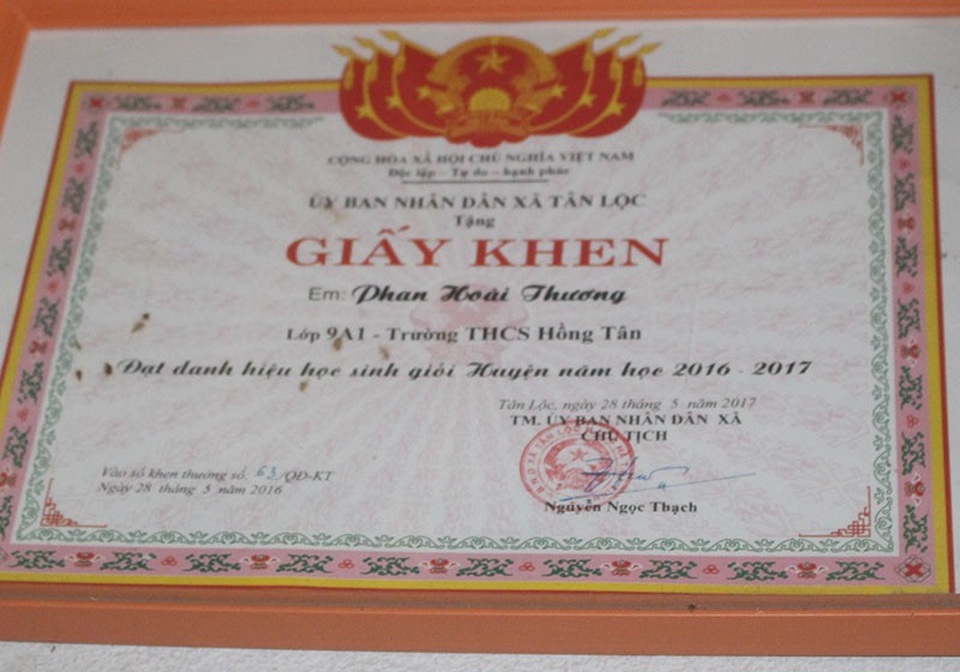 CỘNG HÒA XÃ HỘI CHỦ NGHĨA VIỆT NAM
Độc lập - Tự do - hạnh phúc
ỦY BAN NHÂN DÂN XÃ TÂN LỘC
Tặng
GIẤY KHEN
Em: Phan Hoài Thương
Lớp 9A1 - Trường THCS Hồng Tân
Đạt danh hiệu học sinh giỏi Huyện năm học 2016 - 2017
Tân Lộc, ngày 28 tháng 5 năm 2017
TM. ỦY BAN NHÂN DÂN XÃ
CHỦ TỊCH
Vào sổ khen thưởng số: 63/QĐ-KT
Ngày 28 tháng 5 năm 2016
Nguyễn Ngọc Thạch